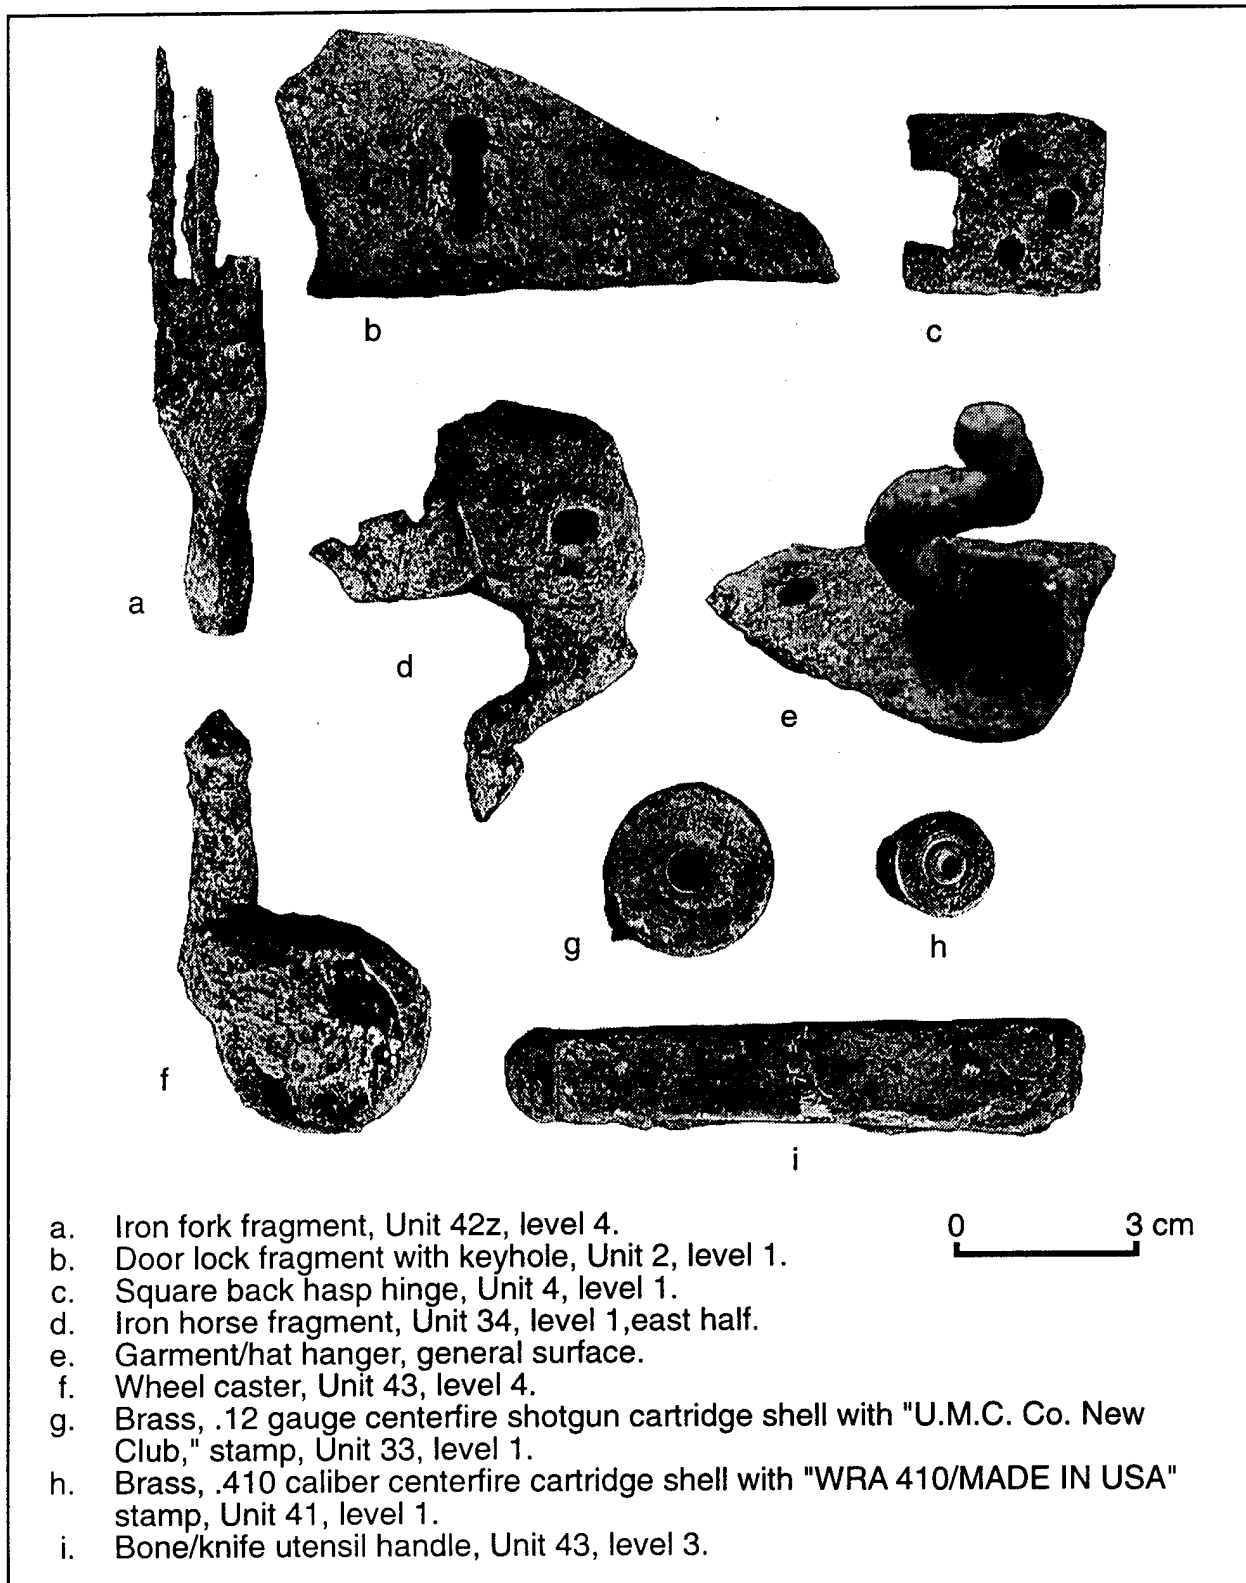 b
c
a
d
e
g
h
f
i
0 3 cm
a. Iron fork fragment, Unit 42z, level 4.
b. Door lock fragment with keyhole, Unit 2, level 1.
c. Square back hasp hinge, Unit 4, level 1.
d. Iron horse fragment, Unit 34, level 1,east half.
e. Garment/hat hanger, general surface.
f. Wheel caster, Unit 43, level 4.
g. Brass, .12 gauge centerfire shotgun cartridge shell with "U.M.C. Co. New
Club," stamp, Unit 33, level 1.
h. Brass, .410 caliber centerfire cartridge shell with "WRA 410/MADE IN USA"
stamp, Unit 41, level 1.
i. Bone/knife utensil handle, Unit 43, level 3.